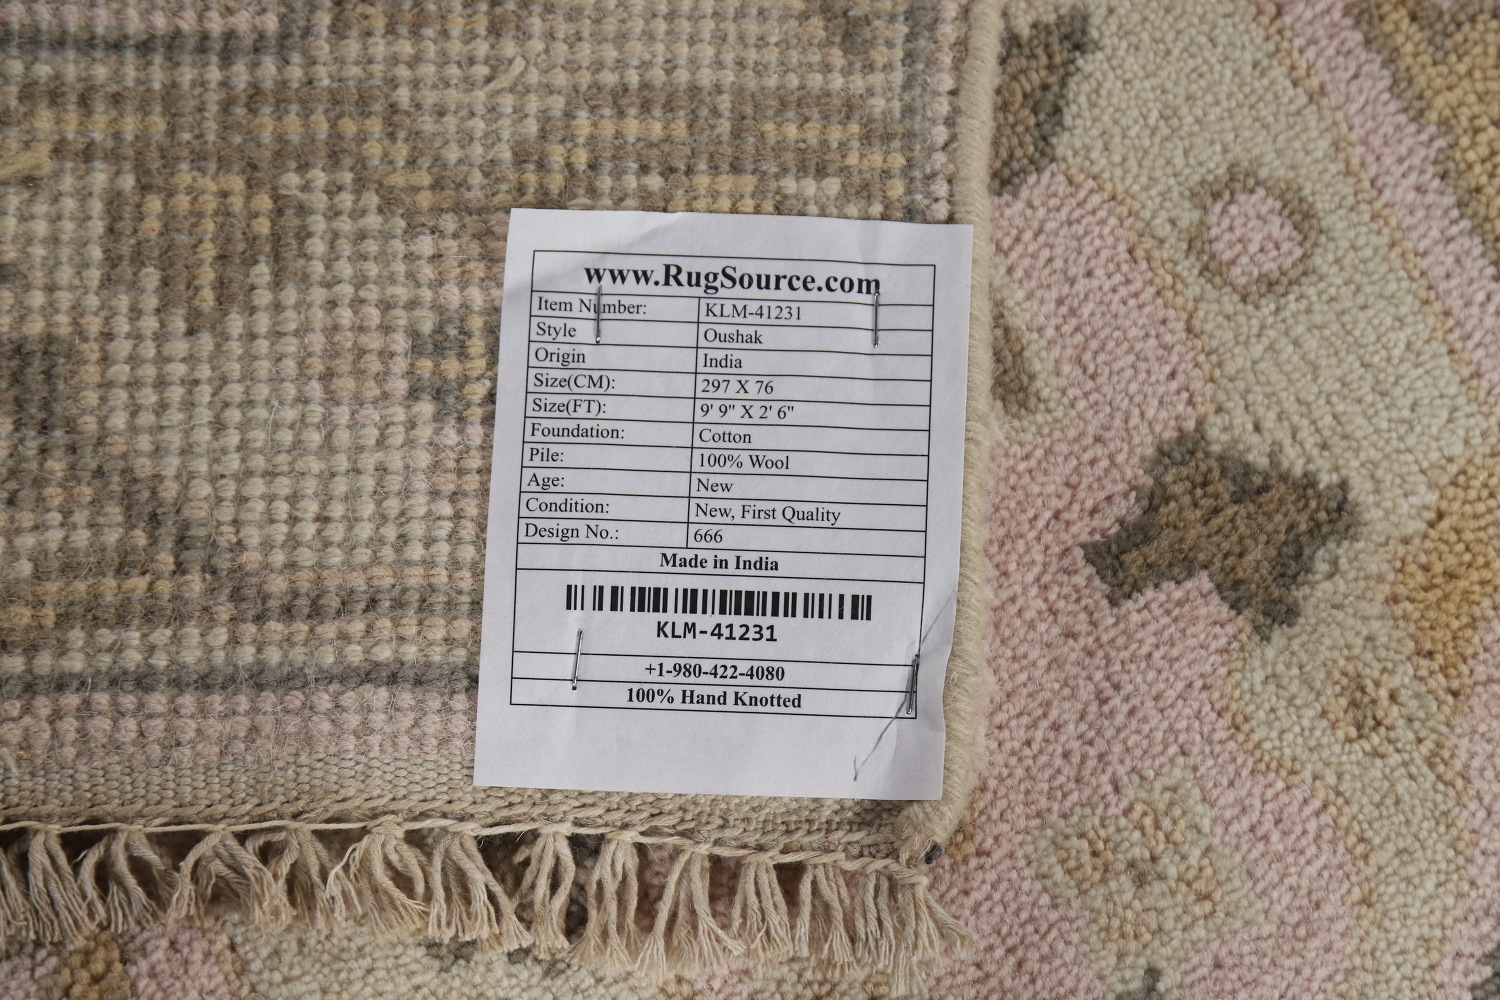 www.RugSource.com
Item Number: KLM-41231
Style Oushak
Origin India
Size(CM): 297 X 76
Size(FT): 9' 9" X 2' 6"
Foundation: Cotton
Pile: 100% Wool
Age: New
Condition: New, First Quality
Design No.: 666
Made in India
KLM-41231
+1-980-422-4080
100% Hand Knotted